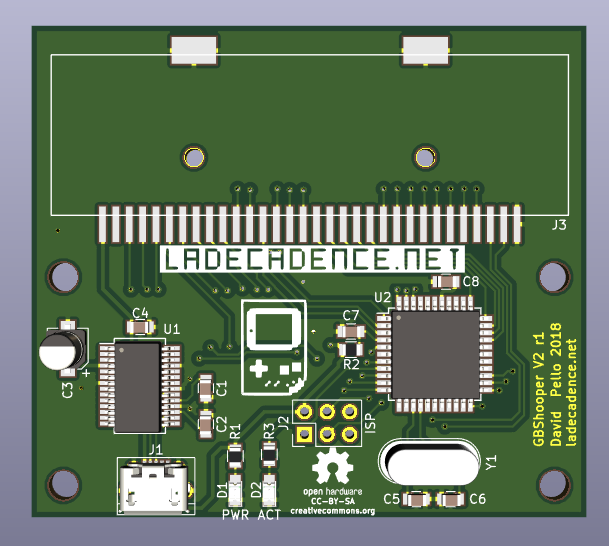 J3
LADECADENCE.NET
C8
U2
C4
U1
C7
R2
C3
+
C1
C2
J2
ISP
R1
R3
J1
D1
D2
PWR
ACT
Y1
C5
C6
open hardware
CC-BY-SA
creativecommons.org
GBShooper V2 r1
David Pello 2018
ladecadence.net